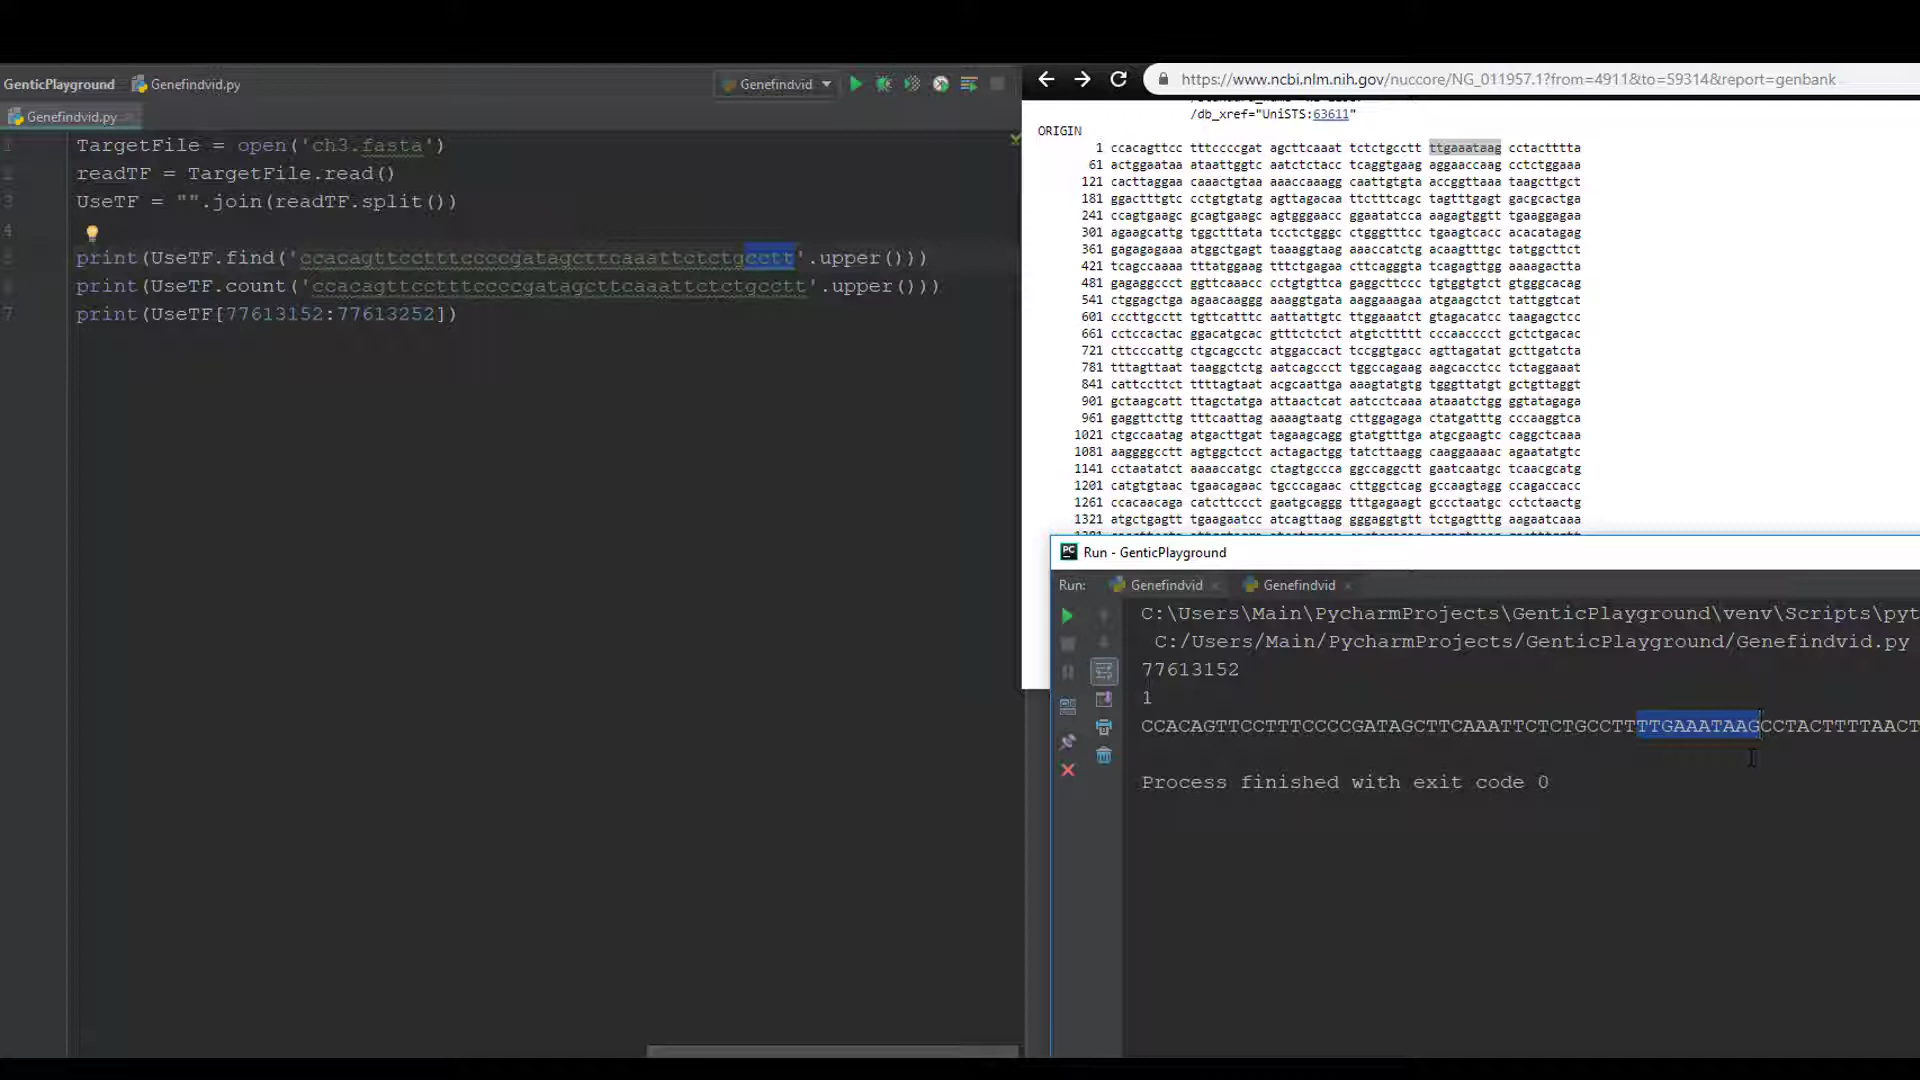 GenticPlayground Genefindvid.py
Genefindvid
Genefindvid.py
1 TargetFile = open('ch3.fasta')
2 readTF = TargetFile.read()
3 UseTF = "".join(readTF.split())
4
print(UseTF.find('ccacagttcctttccccgatagcttcaaattctctgcctt'.upper()))
print(UseTF.count('ccacagttcctttccccgatagcttcaaattctctgcctt'.upper()))
7 print(UseTF[77613152:77613252])
https://www.ncbi.nlm.nih.gov/nuccore/NG_011957.1?from=4911&to=59314&report=genbank
/db_xref="UniSTS:63611"
ORIGIN
1 ccacagttcc tttccccgat agcttcaaat tctctgcctt ttgaaataag cctactttta
61 actggaataa ataattggtc aatctctacc tctaggtgag aggaaccaag cctctggaaa
121 cacttaggaa caaactgtaa aaaccaaagg caattgtgta accggttaaa taagcttgct
181 ggactttgtc cctgtgtatg agttagacaa ttctttcagc tagtttgagt gacgcactga
241 ccagtgaagc gcagtgaagc agtgggaacc ggaatatcca aagagtggtt tgaaggagaa
301 agaagcattg tggctttata tcctctgggc cctgggtttcc tgaagtcacc acacatagag
361 gagagagaaa atggctgagt taaaggtaag aaaccatctg acagtttgc tatggcttct
421 tcagccaaaa tttatggaag tttctgagaa cttcagggta tcagagttgg aaaagactta
481 gagaggccct ggttcaaacc cctgtgttca gaggcttccc tgtggtgtct gtgggcacag
541 ctggagctga agaacaaggg aaaggtgata aaggaaagaa atgaagctct tattggtcat
601 cccttgcctt tgttcatttc aattattgtc ttggaaatct gtagacatcc taagagctcc
661 cctccactac ggacatgcac gtttctctct atgtcttttt cccaacccct gctctgacac
721 cttcccattg ctgcagcctc atggaccact tccggtgacc agttagatat gcttgatcta
781 tttagttaat taaggctctg aatcagccct tggccagaag aagcacctcc tctaggaaat
841 cattccttct ttttagtaat acgcaattga aaagtatgtg tgggttatgt gctgttaggt
901 gctaagcatt ttagctatga attaactcat aatcctcaaa ataaatctgg ggtatagaga
961 gaggttcttg tttcaattag aaaagtaatg cttggagaga ctatgatttg cccaaggtca
1021 ctgccaatag atgacttgat tagaagcagg gtatgtttga atgcgaagtc caggctcaaa
1081 aaggggcctt agtggctcct actagactgg tatcttaagg caaggaaaac agaatatgtc
1141 cctaatatct aaaaccatgc cctagtgccca ggccaggctt gaatcaatgc tcaacgcatg
1201 catgtgtaac tgaacagaac tgcccagaac cttggctcag gccaagtagg ccagaccacc
1261 ccacaacaga catcttccct gaatgcaggg tttgagaagt gccctaatgc cctctaactg
1321 atgctgagtt tgaagaatcc atcagttaag gggaggtgtt tctgagtttg aagaatcaaa
Run - GenticPlayground
Run: Genefindvid Genefindvid
C:\Users\Main\PycharmProjects\GenticPlayground\venv\Scripts\pyt
C:/Users/Main/PycharmProjects/GenticPlayground/Genefindvid.py
77613152
1
CCACAGTTCCTTTCCCCGATAGCTTCAAATTCTCTGCCTTTTGAAATAAGCCTACTTTTAACT
Process finished with exit code 0